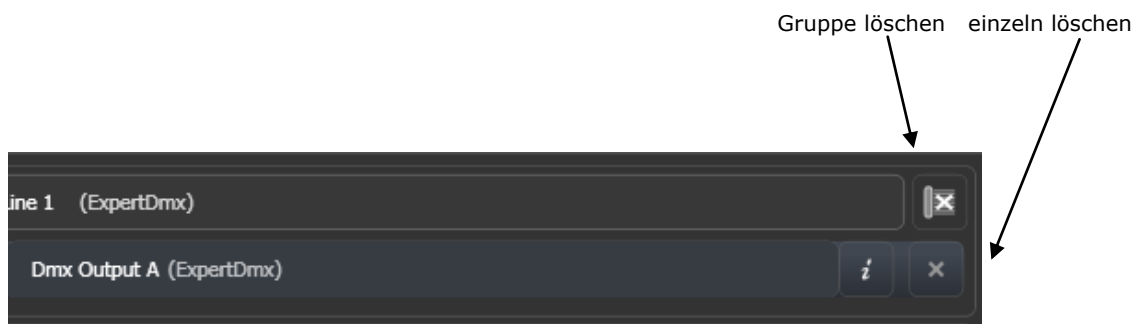 Gruppe löschen einzeln löschen
ine 1 (ExpertDmx)
Dmx Output A (ExpertDmx) i